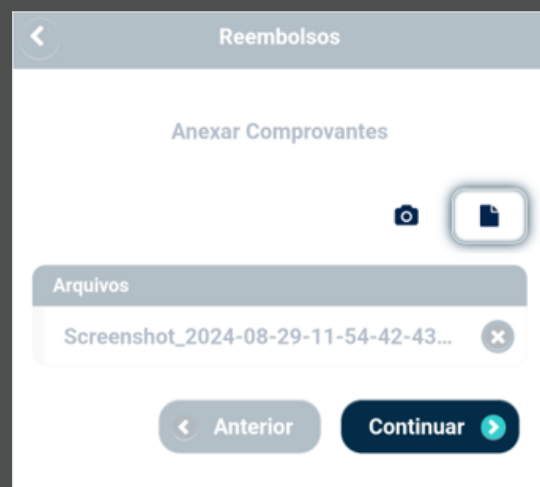 Reembolsos
Anexar Comprovantes
Arquivos
Screenshot_2024-08-29-11-54-42-43...
Anterior
Continuar